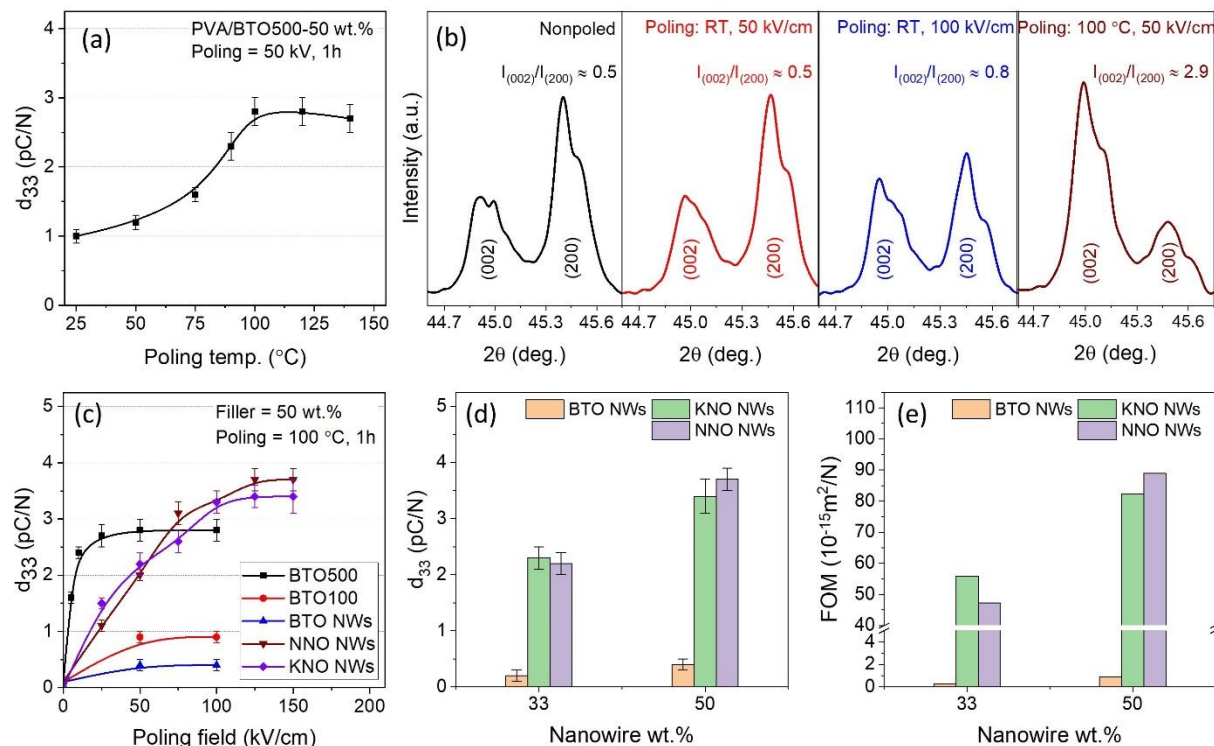 (a)
PVA/BTO500-50 wt.%
Poling = 50 kV, 1h
d33 (pC/N)
4
3
2
1
0
25 50 75 100 125 150
Poling temp. (°C)
(b)
Nonpoled
I(002)/I(200) ≈ 0.5
Poling: RT, 50 kV/cm
I(002)/I(200) ≈ 0.5
Poling: RT, 100 kV/cm
I(002)/I(200) ≈ 0.8
Poling: 100 °C, 50 kV/cm
I(002)/I(200) ≈ 2.9
Intensity (a.u.)
(002) (200)
(002) (200)
(002) (200)
(002) (200)
44.7 45.0 45.3 45.6
44.7 45.0 45.3 45.6
44.7 45.0 45.3 45.6
44.7 45.0 45.3 45.6
2θ (deg.)
2θ (deg.)
2θ (deg.)
2θ (deg.)
(c)
Filler = 50 wt.%
Poling = 100 °C, 1h
d33 (pC/N)
5
4
3
2
1
0
BTO500
BTO100
BTO NWs
NNO NWs
KNO NWs
0 50 100 150 200
Poling field (kV/cm)
(d)
BTO NWs
KNO NWs
NNO NWs
d33 (pC/N)
5
4
3
2
1
0
33 50
Nanowire wt.%
(e)
BTO NWs
KNO NWs
NNO NWs
FOM (10-15m2/N)
110
100
90
80
70
60
50
40
4
2
0
33 50
Nanowire wt.%